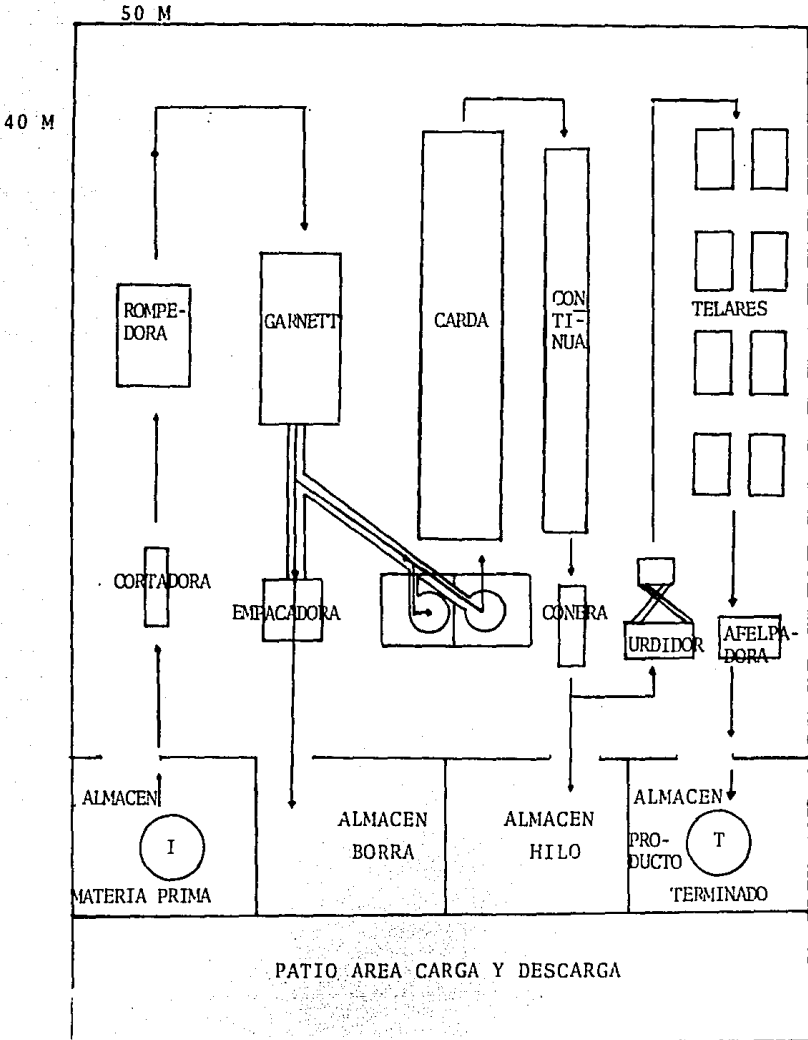 50 M
40 M
ROMPE-
DORA
GARNETT
CARDA
CON
TI-
NUA
TELARES
CORTADORA
EMPACADORA
CONERA
URDIDOR
AFELPA-
DORA
ALMACEN
I
MATERIA PRIMA
ALMACEN
BORRA
ALMACEN
HILO
ALMACEN
PRO-
DUCTO
T
TERMINADO
PATIO AREA CARGA Y DESCARGA